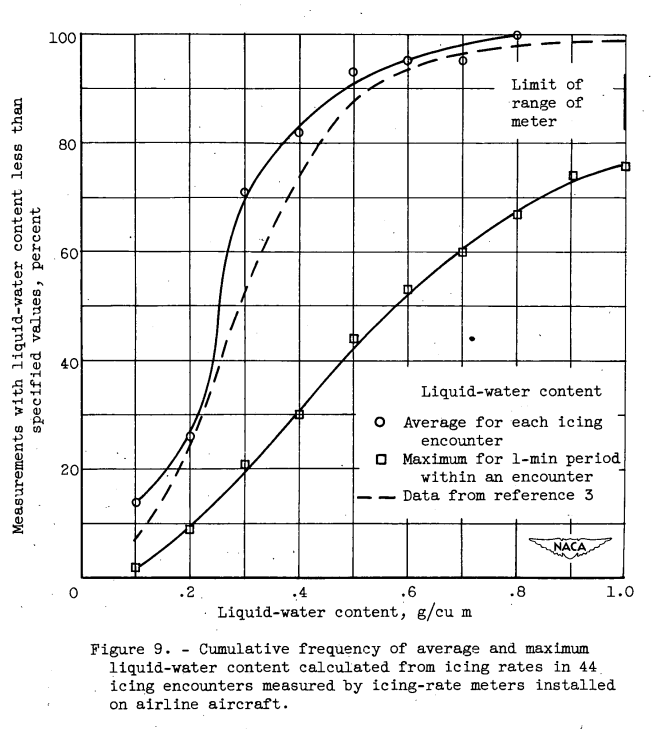 Measurements with liquid-water content less than
specified values, percent
100
80
60
40
20
0
.2
.4
.6
.8
1.0
Liquid-water content, g/cu m
Limit of
range of
meter
Liquid-water content
Average for each icing
encounter
Maximum for 1-min period
within an encounter
Data from reference 3
NACA
Figure 9. - Cumulative frequency of average and maximum
liquid-water content calculated from icing rates in 44
icing encounters measured by icing-rate meters installed
on airline aircraft.